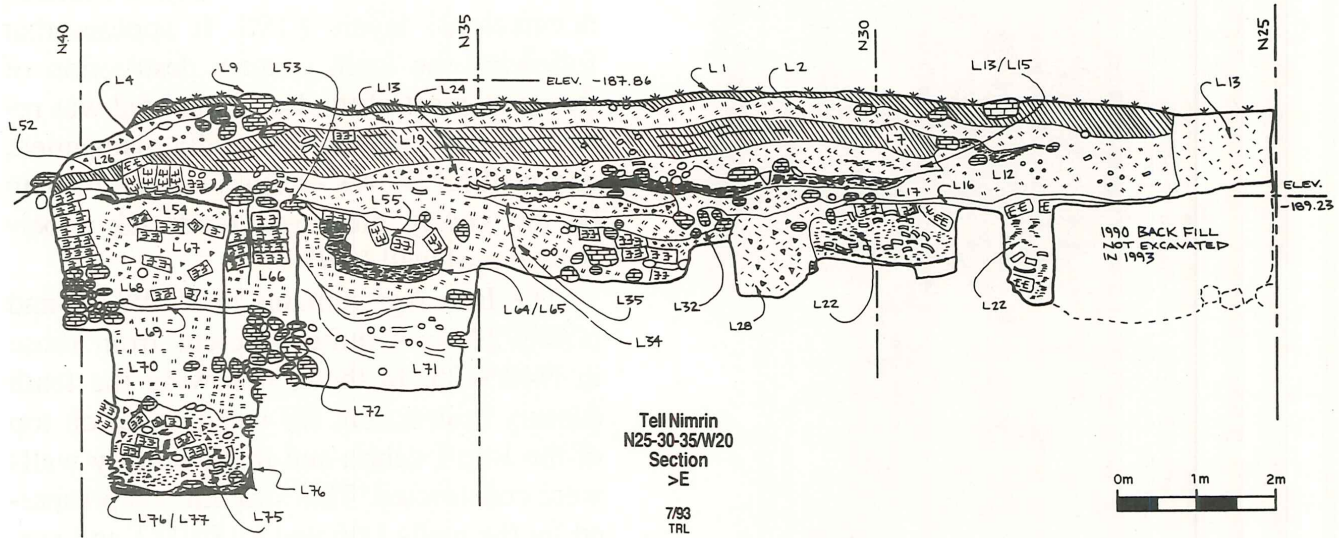 N40
N35
N30
N25
L4
L9
L53
L13
L24
ELEV. -187.86
L1
L2
L13/L15
L13
L52
L26
L19
L7
L12
L17
L16
ELEV.
-189.23
L54
L55
L67
L66
L68
L69
L70
L71
L72
L64/L65
L35
L34
L32
L28
L22
L22
1990 BACK FILL
NOT EXCAVATED
IN 1993
L76
L76/L77
L75
Tell Nimrin
N25-30-35/W20
Section
>E
7/93
TRL
0m 1m 2m